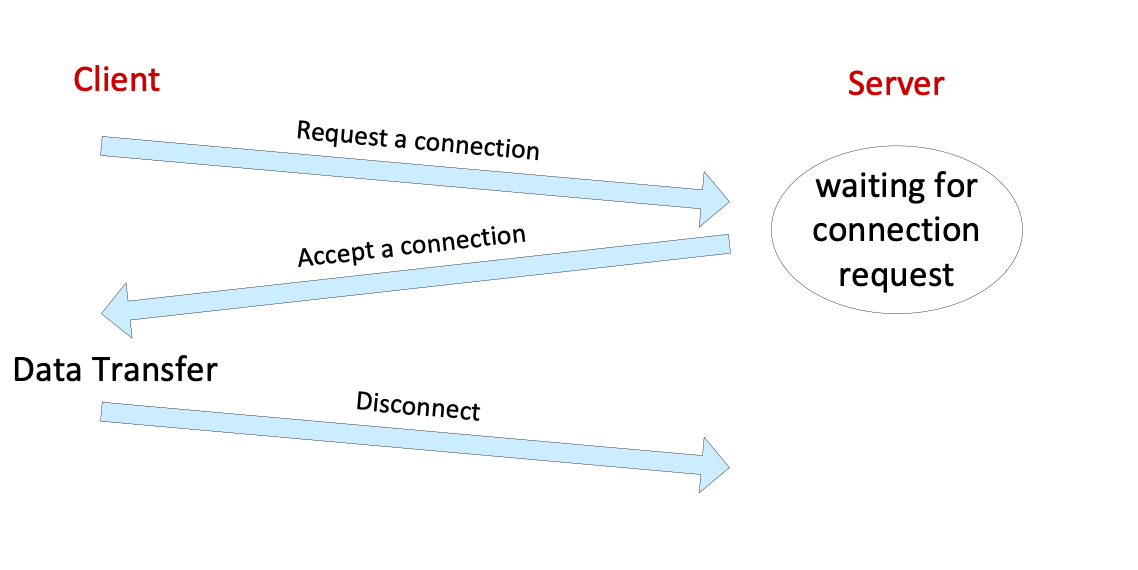 Client
Server
Request a connection
waiting for
connection
request
Accept a connection
Data Transfer
Disconnect